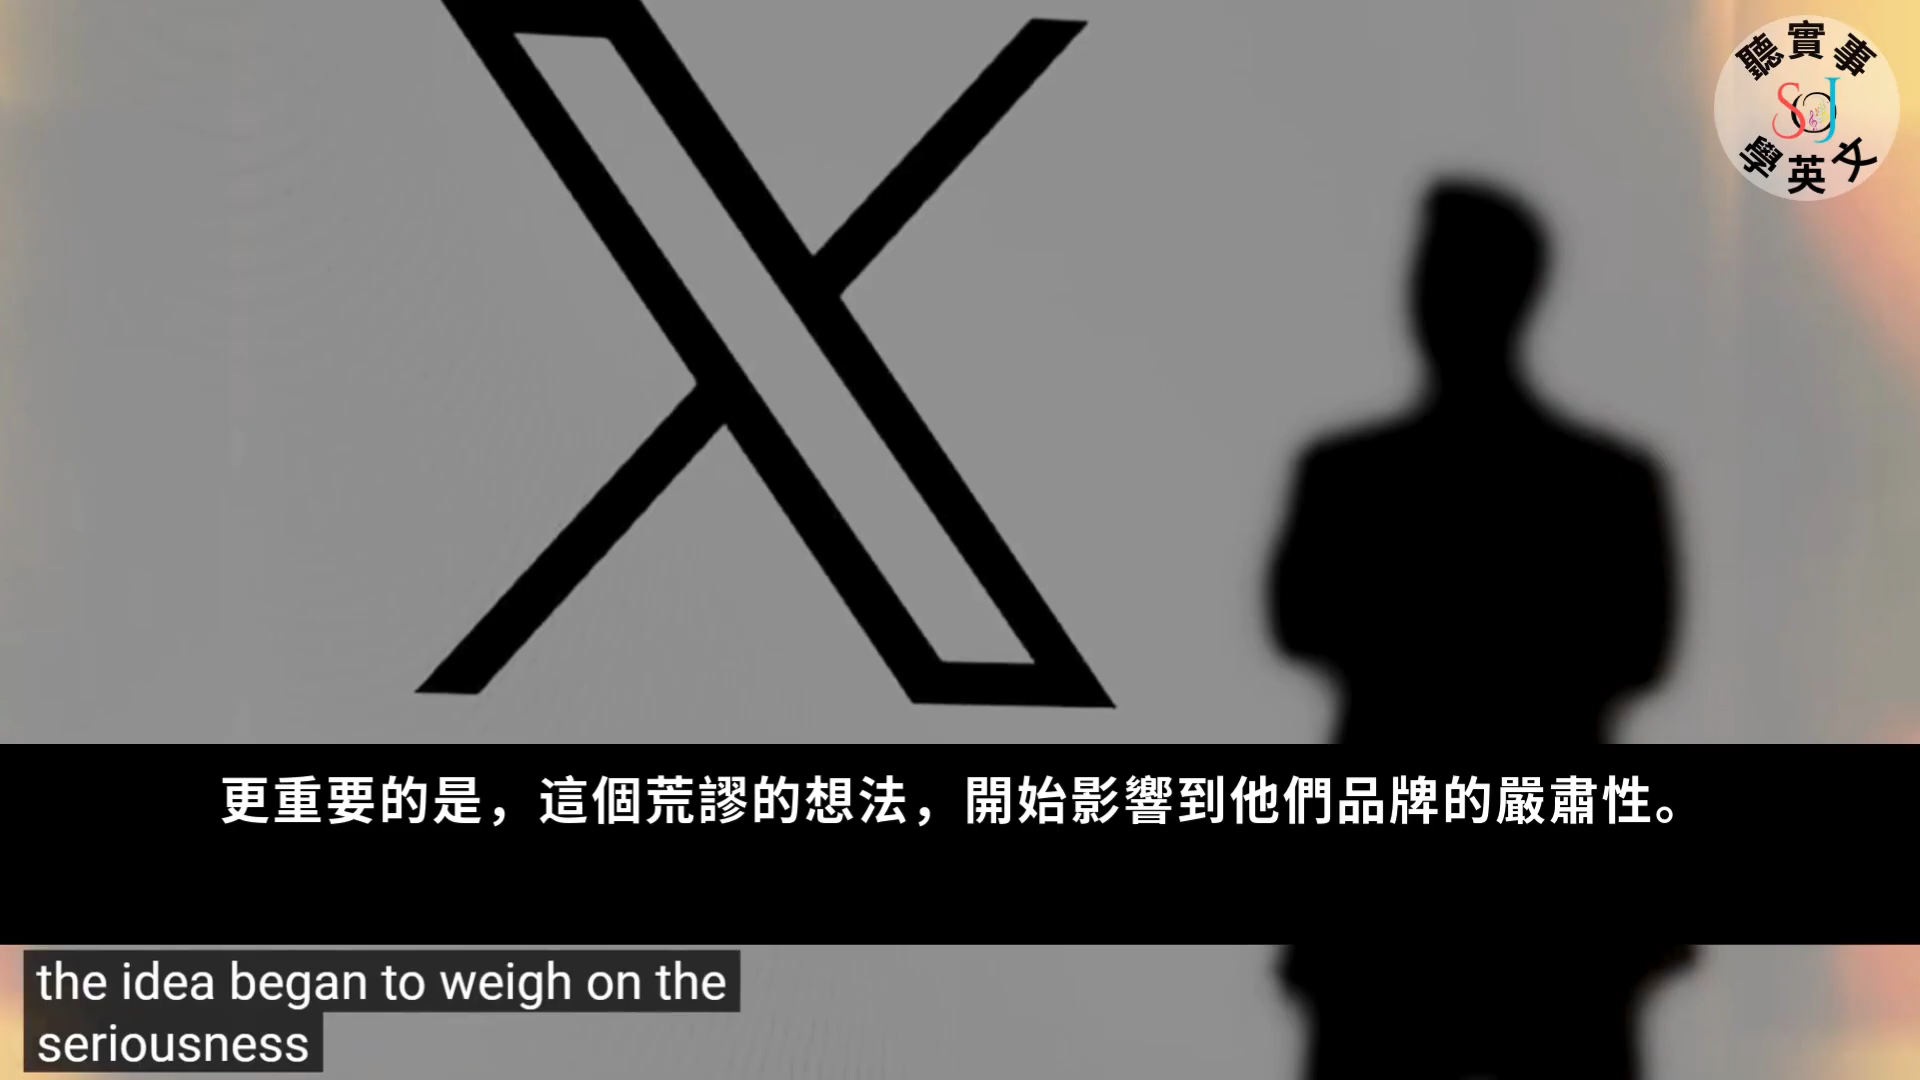 聽實事
SJ
學英文
更重要的是，這個荒謬的想法，開始影響到他們品牌的嚴肅性。
the idea began to weigh on the
seriousness